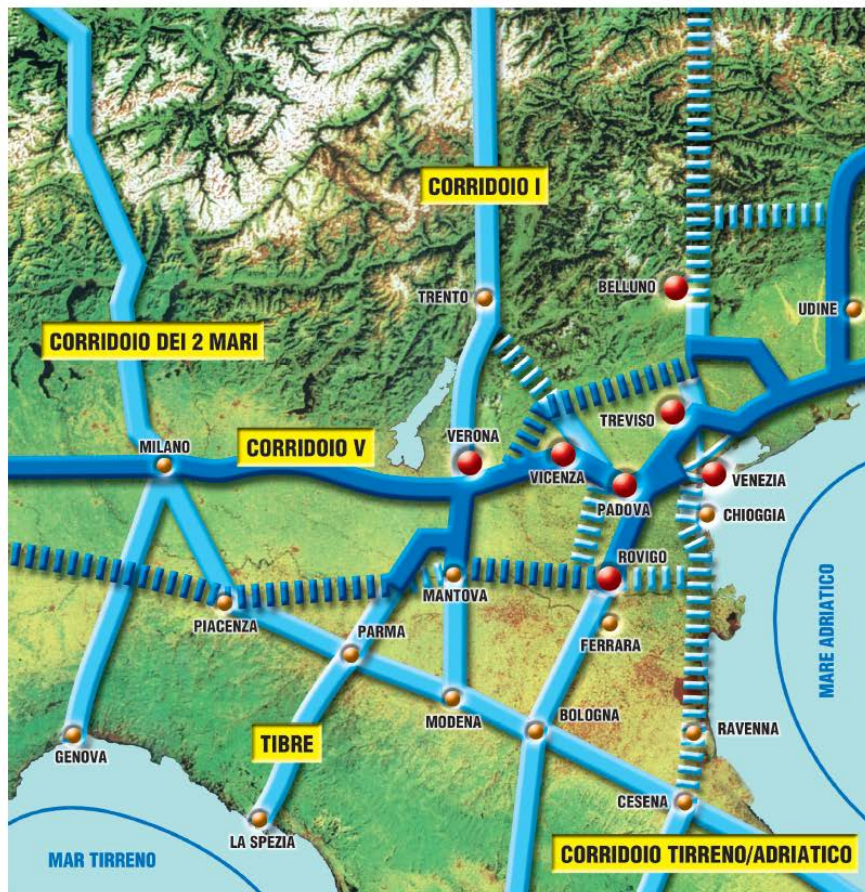 CORRIDOIO I
TRENTO
BELLUNO
UDINE
CORRIDOIO DEI 2 MARI
TREVISO
MILANO
CORRIDOIO V
VERONA
VICENZA
PADOVA
VENEZIA
CHIOGGIA
ROVIGO
MANTOVA
PIACENZA
PARMA
FERRARA
MARE ADRIATICO
MODENA
BOLOGNA
RAVENNA
GENOVA
TIBRE
CESENA
LA SPEZIA
MAR TIRRENO
CORRIDOIO TIRRENO/ADRIATICO